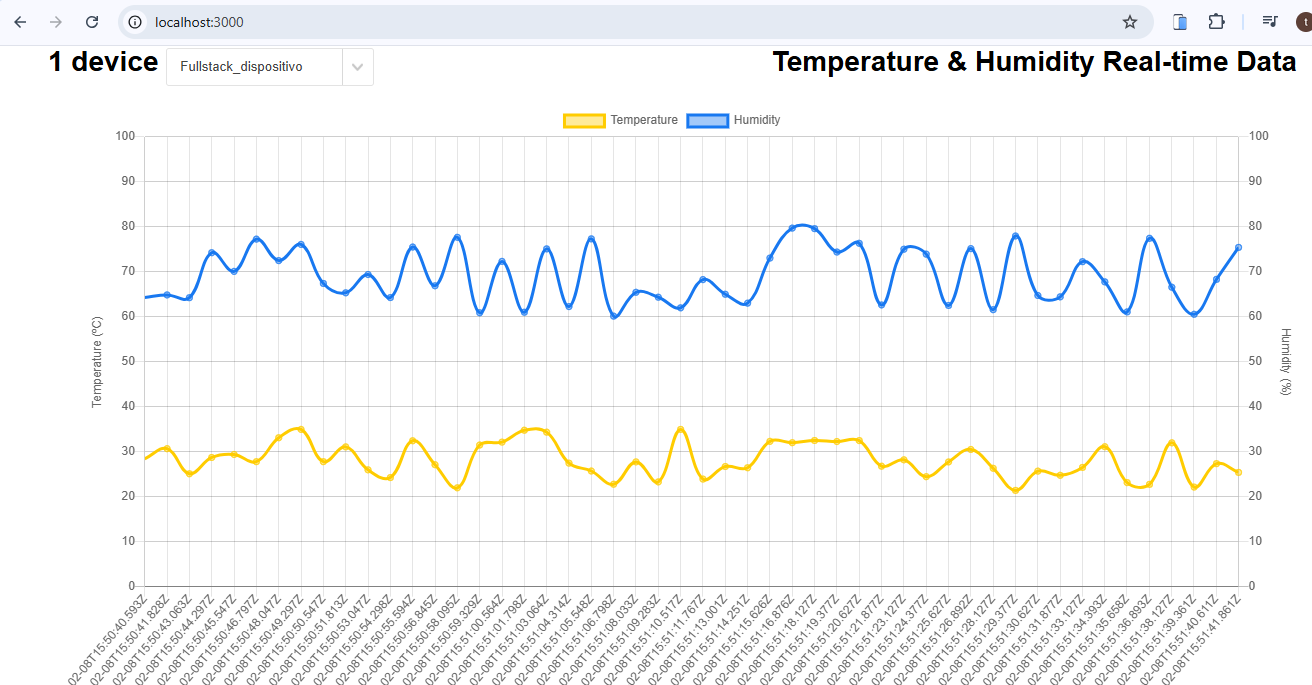 localhost:3000
t
1 device
Fullstack_dispositivo
Temperature & Humidity Real-time Data
Temperature
Humidity
100
90
80
70
60
50
40
30
20
10
0
Temperature (ºC)
100
90
80
70
60
50
40
30
20
10
0
Humidity (%)
02-08T15:50:40.593Z
02-08T15:50:41.828Z
02-08T15:50:43.063Z
02-08T15:50:44.297Z
02-08T15:50:45.547Z
02-08T15:50:46.797Z
02-08T15:50:48.047Z
02-08T15:50:49.297Z
02-08T15:50:50.547Z
02-08T15:50:51.813Z
02-08T15:50:53.047Z
02-08T15:50:54.298Z
02-08T15:50:55.594Z
02-08T15:50:56.845Z
02-08T15:50:58.095Z
02-08T15:50:59.329Z
02-08T15:51:00.564Z
02-08T15:51:01.798Z
02-08T15:51:03.064Z
02-08T15:51:04.314Z
02-08T15:51:05.548Z
02-08T15:51:06.798Z
02-08T15:51:08.033Z
02-08T15:51:09.283Z
02-08T15:51:10.517Z
02-08T15:51:11.767Z
02-08T15:51:13.001Z
02-08T15:51:14.251Z
02-08T15:51:15.626Z
02-08T15:51:16.876Z
02-08T15:51:18.127Z
02-08T15:51:19.377Z
02-08T15:51:20.627Z
02-08T15:51:21.877Z
02-08T15:51:23.127Z
02-08T15:51:24.377Z
02-08T15:51:25.627Z
02-08T15:51:26.892Z
02-08T15:51:28.127Z
02-08T15:51:29.377Z
02-08T15:51:30.627Z
02-08T15:51:31.877Z
02-08T15:51:33.127Z
02-08T15:51:34.393Z
02-08T15:51:35.658Z
02-08T15:51:36.893Z
02-08T15:51:38.127Z
02-08T15:51:39.361Z
02-08T15:51:40.611Z
02-08T15:51:41.861Z